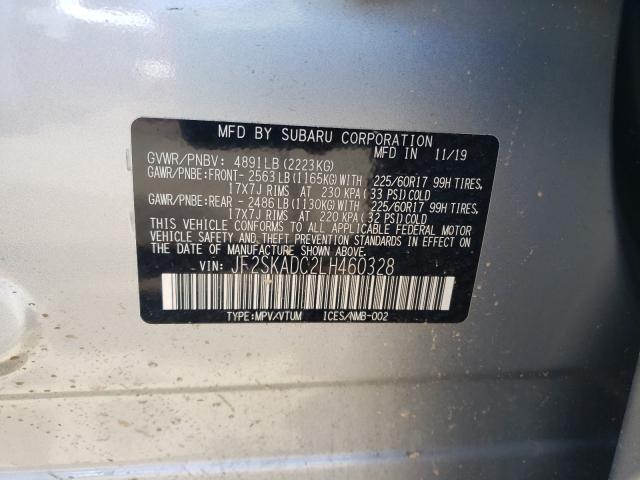 MFD BY SUBARU CORPORATION
GVWR/PNBV: 4891LB(2223KG) MFD IN 11/19
GAWR/PNBE:FRONT- 2563LB(1165KG)WITH 225/60R17 99H TIRES,
17X7J RIMS AT 230 KPA(33 PSI)COLD
GAWR/PNBE:REAR - 2486LB(1130KG)WITH 225/60R17 99H TIRES,
17X7J RIMS AT 220 KPA(32 PSI)COLD
THIS VEHICLE CONFORMS TO ALL APPLICABLE FEDERAL MOTOR
VEHICLE SAFETY AND THEFT PREVENTION STANDARDS IN EFFECT
ON THE DATE OF MANUFACTURE SHOWN ABOVE.
VIN: JF2SKADC2LH460328
TYPE:MPV/VTUM ICES/NMB-002